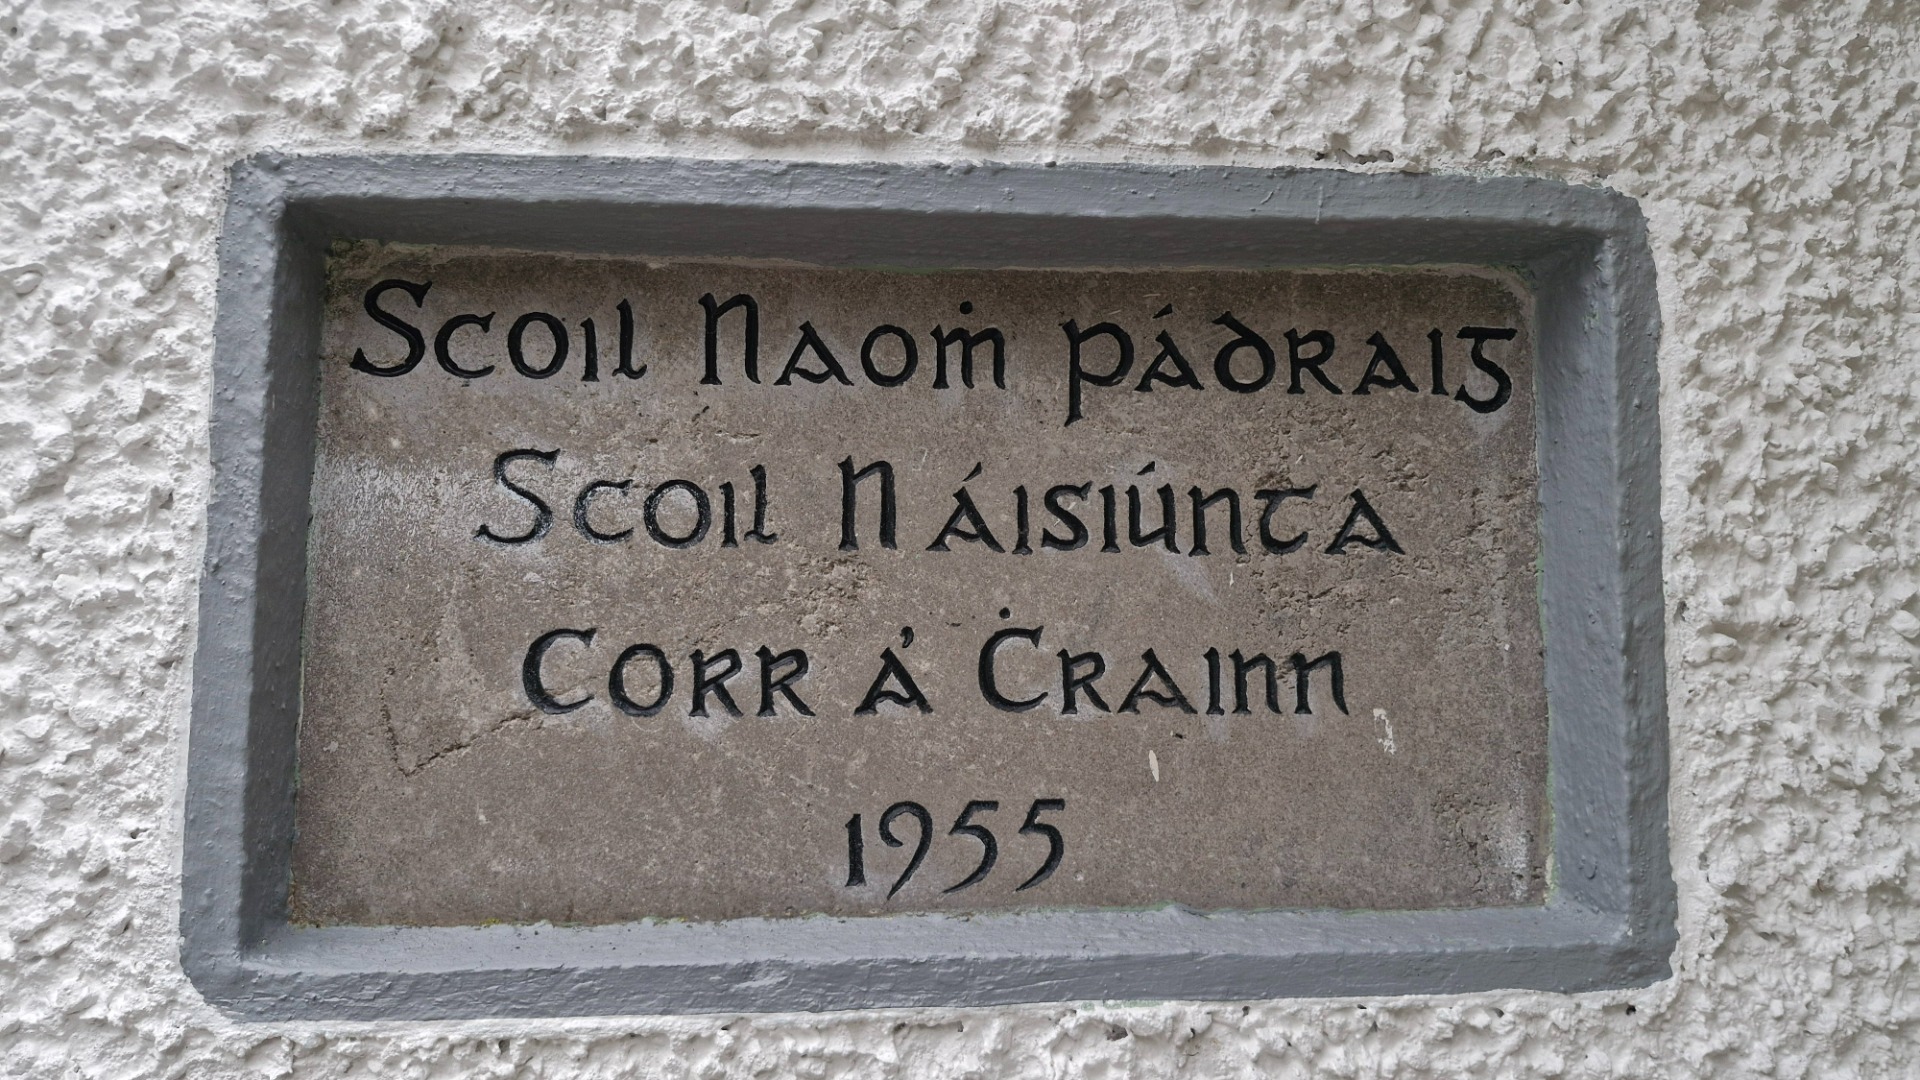 Scoil Naoṁ Pádraig
Scoil Náisiúnta
Corr a' Ċrainn
1955